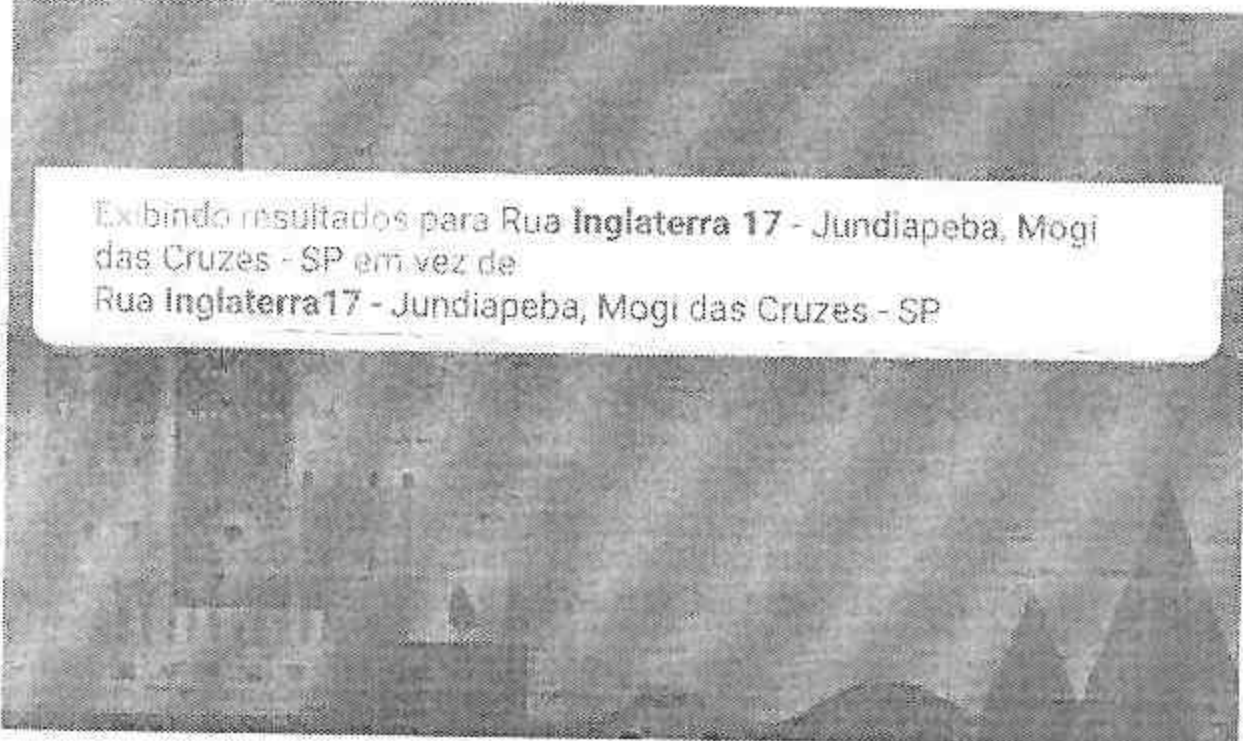 Exibindo resultados para Rua Inglaterra 17 - Jundiapeba, Mogi
das Cruzes - SP em vez de
Rua Inglaterra17 - Jundiapeba, Mogi das Cruzes - SP